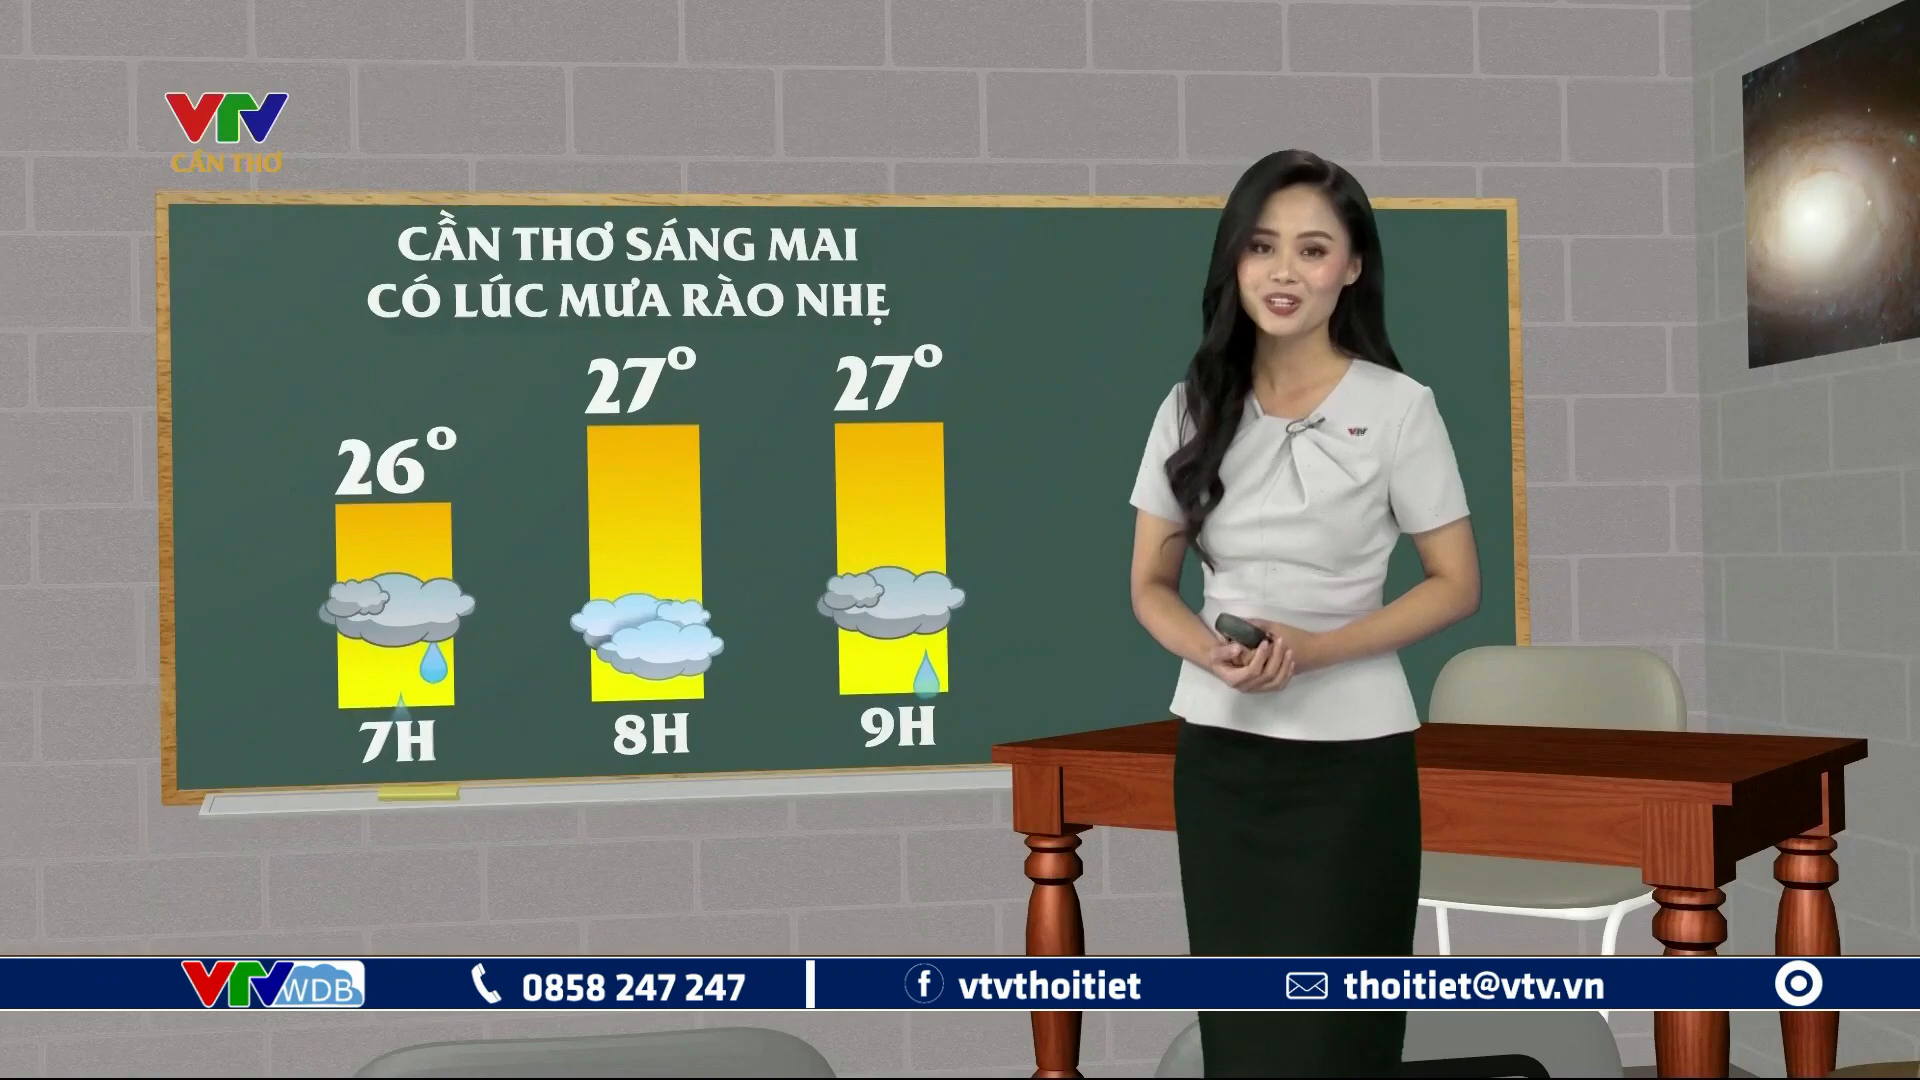 VTV
CẦN THƠ
CẦN THƠ SÁNG MAI
CÓ LÚC MƯA RÀO NHẸ
26° 27° 27°
7H 8H 9H
VTV
VTV WDB 0858 247 247 vtvthoitiet thoitiet@vtv.vn